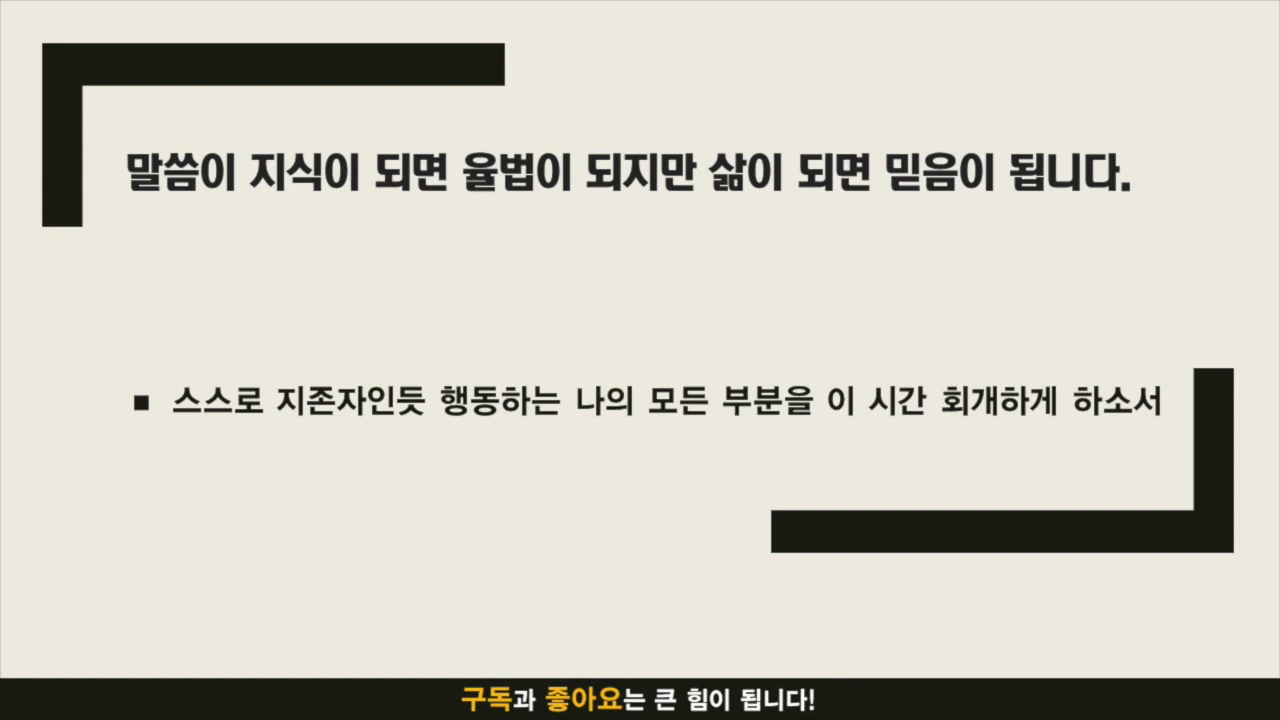 말씀이 지식이 되면 율법이 되지만 삶이 되면 믿음이 됩니다.
■ 스스로 지존자인듯 행동하는 나의 모든 부분을 이 시간 회개하게 하소서
구독과 좋아요는 큰 힘이 됩니다!